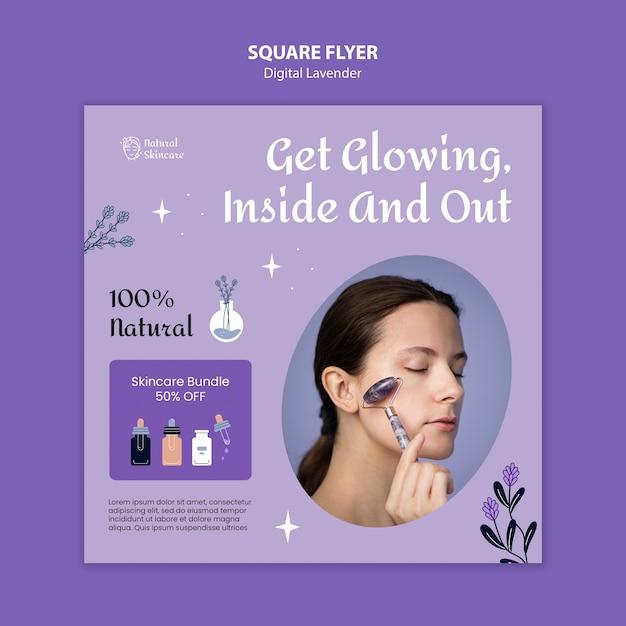 SQUARE FLYER
Digital Lavender
Natural
Skincare
Get Glowing,
Inside And Out
100%
Natural
Skincare Bundle
50% OFF
Lorem ipsum dolor sit amet, consectetur
adipiscing elit, sed do eiusmod tempor
incididunt ut labore et dolore magna
aliqua. Quis ipsum suspendisse ultrices